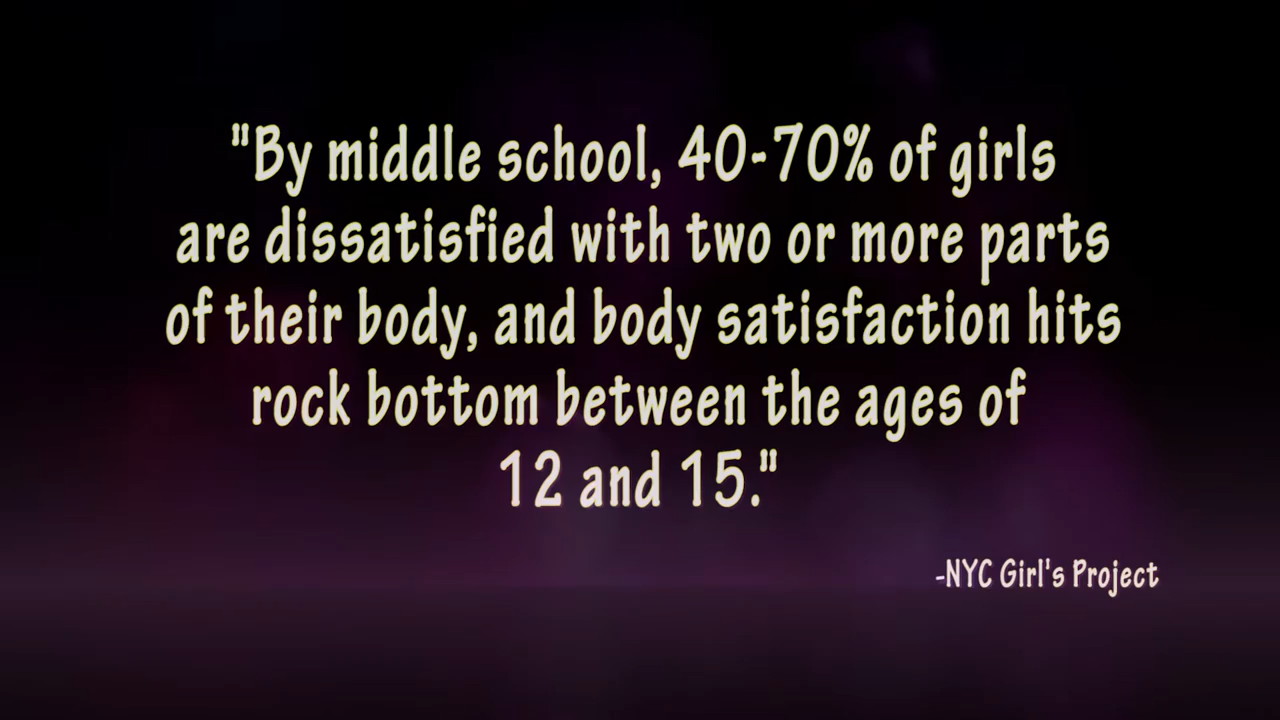 "By middle school, 40-70% of girls
are dissatisfied with two or more parts
of their body, and body satisfaction hits
rock bottom between the ages of
12 and 15."
-NYC Girl's Project